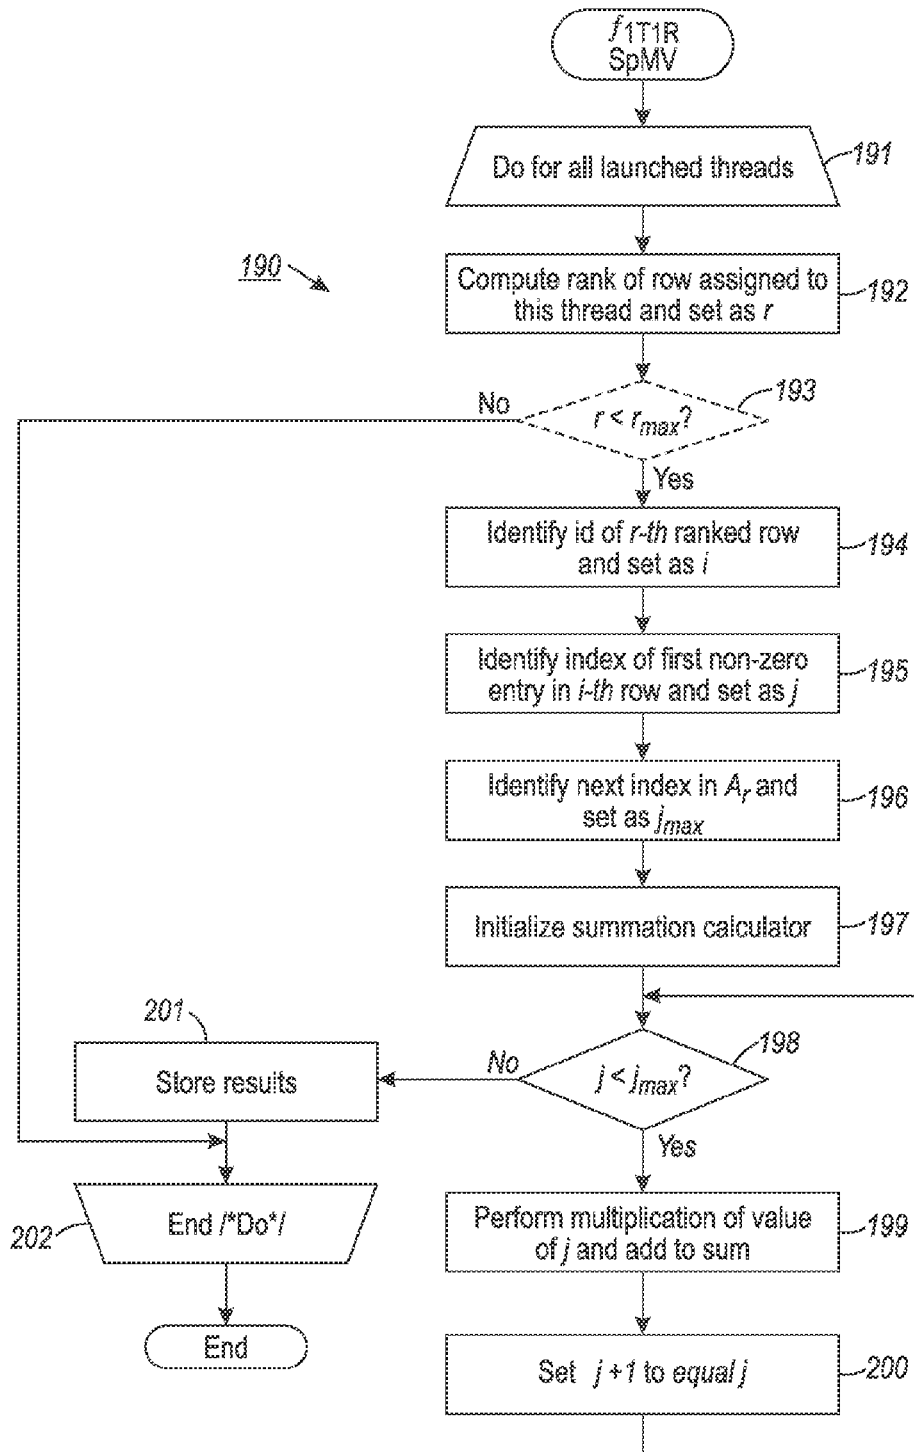 f1T1R
SpMV
Do for all launched threads
191
190
Compute rank of row assigned to
this thread and set as r
192
No
r < rmax?
193
Yes
Identify id of r-th ranked row
and set as i
194
Identify index of first non-zero
entry in i-th row and set as j
195
Identify next index in Ar and
set as jmax
196
Initialize summation calculator
197
201
Store results
No
j < jmax?
198
Yes
202
End /*Do*/
Perform multiplication of value
of j and add to sum
199
End
Set j +1 to equal j
200